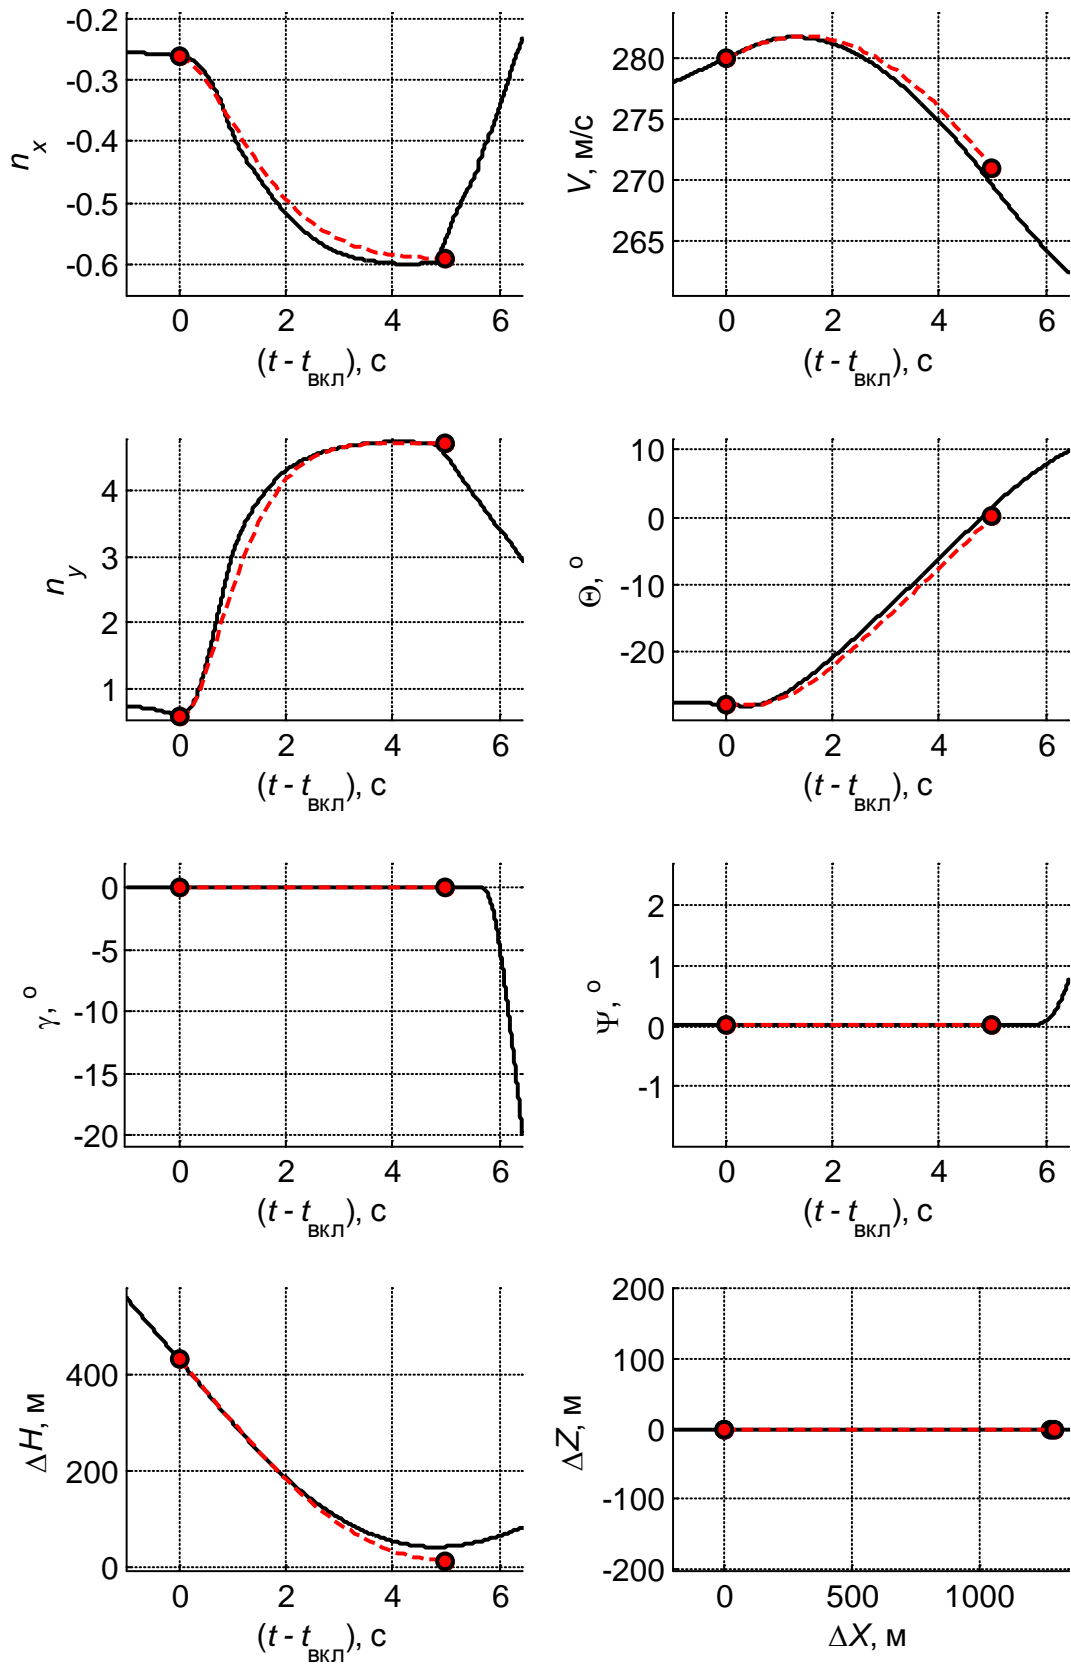 -0.2
-0.3
-0.4
-0.5
-0.6
n_x
0 2 4 6
(t - t_вкл), с
280
275
270
265
V, м/с
0 2 4 6
(t - t_вкл), с
4
3
2
1
n_y
0 2 4 6
(t - t_вкл), с
10
0
-10
-20
Θ, °
0 2 4 6
(t - t_вкл), с
0
-5
-10
-15
-20
γ, °
0 2 4 6
(t - t_вкл), с
2
1
0
-1
Ψ, °
0 2 4 6
(t - t_вкл), с
400
200
0
ΔH, м
0 2 4 6
(t - t_вкл), с
200
100
0
-100
-200
ΔZ, м
0 500 1000
ΔX, м